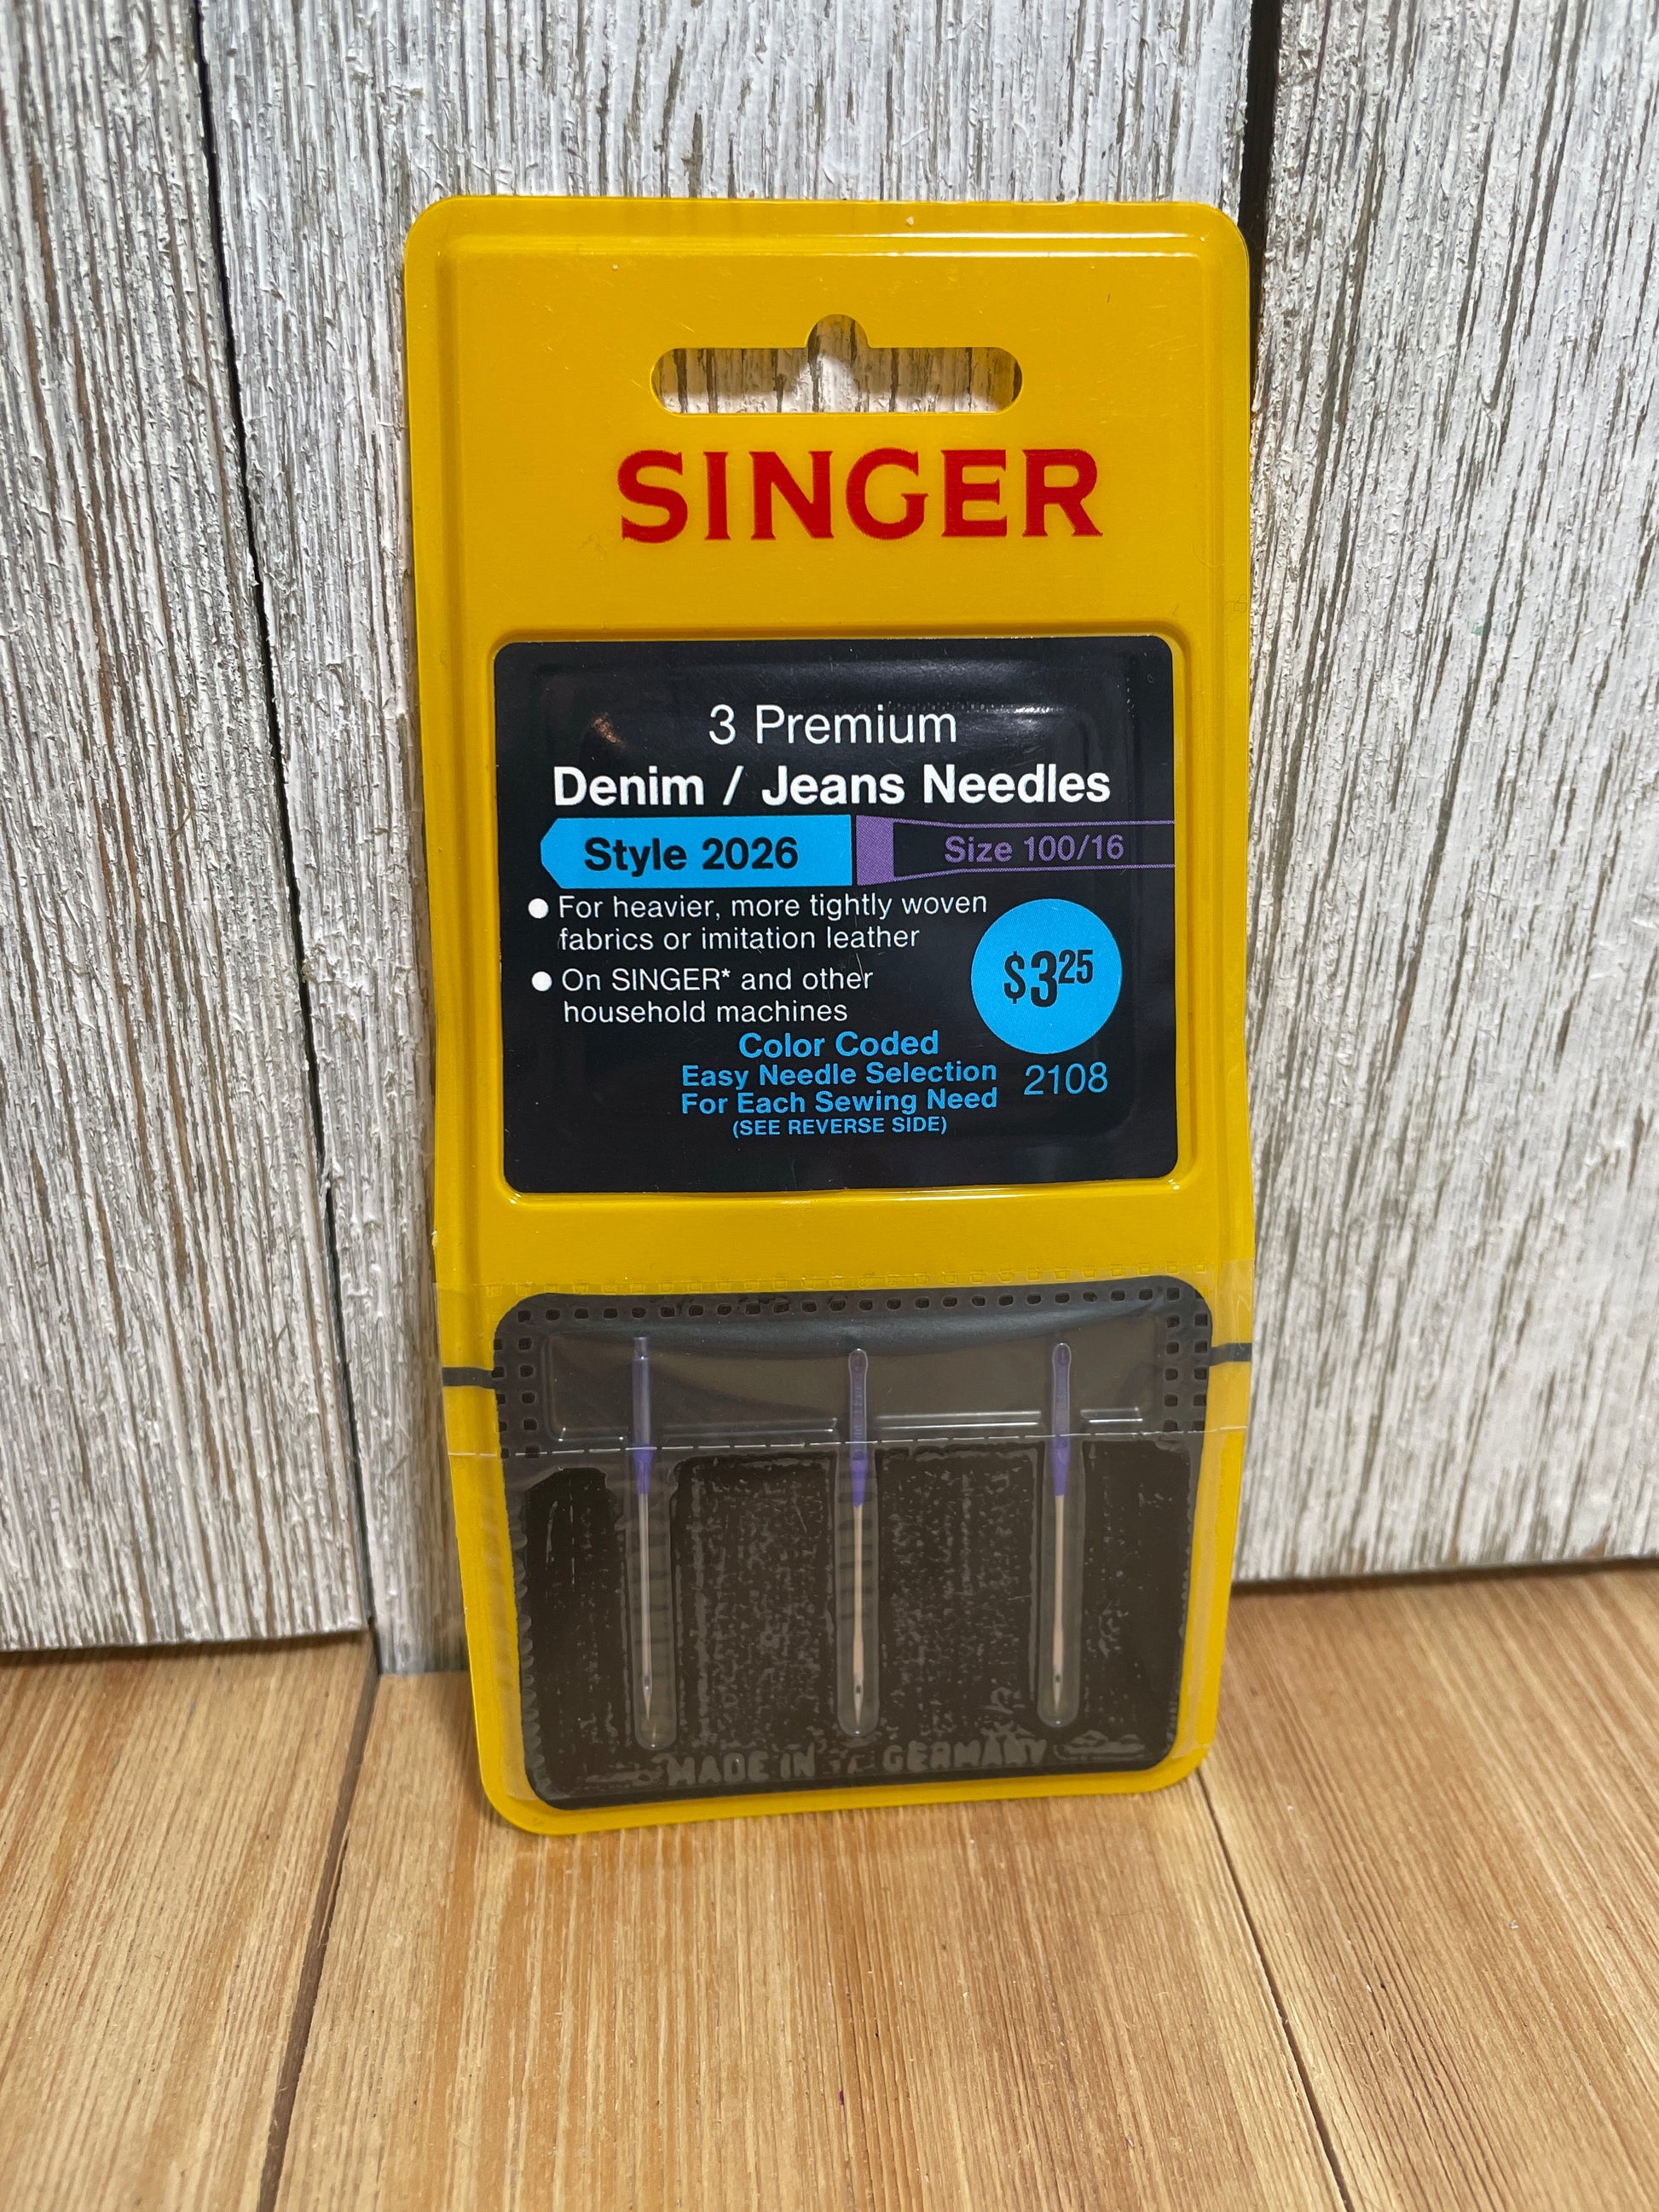 SINGER
3 Premium
Denim / Jeans Needles
Style 2026 Size 100/16
● For heavier, more tightly woven
fabrics or imitation leather
● On SINGER* and other
household machines
$3²⁵
Color Coded
Easy Needle Selection
For Each Sewing Need
(SEE REVERSE SIDE)
2108
MADE IN GERMANY